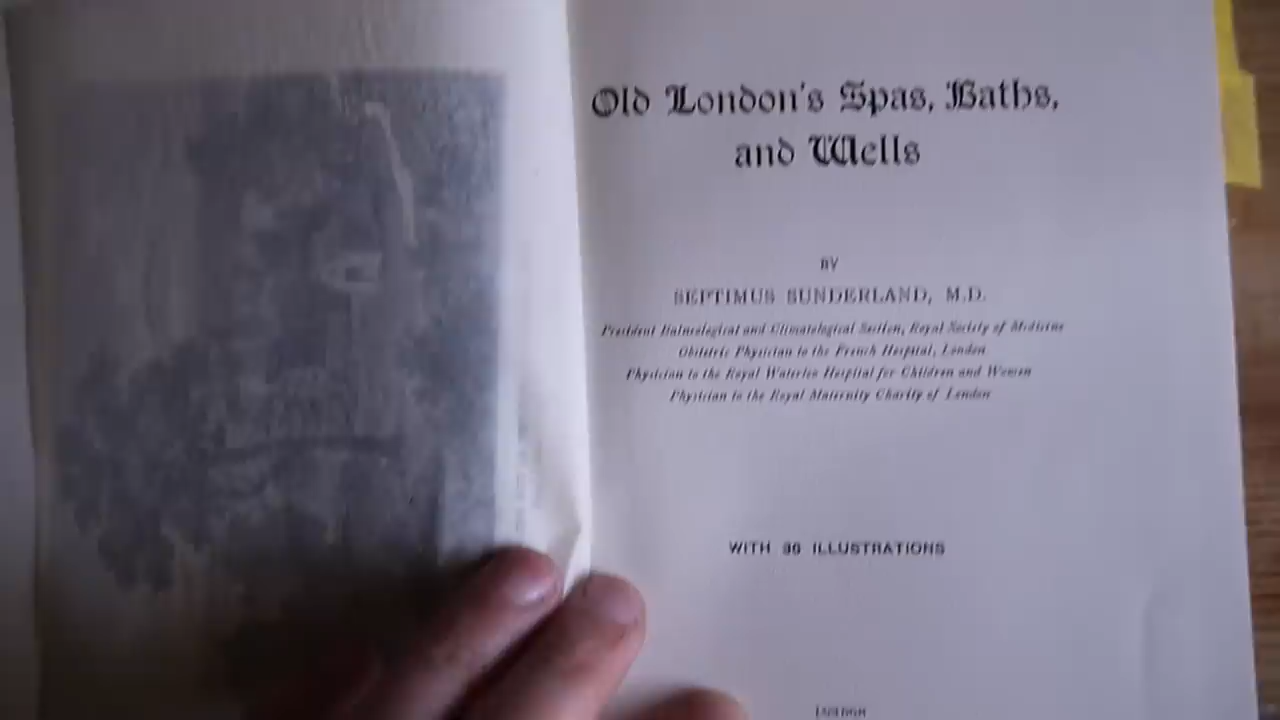 Old London's Spas, Baths,
and Wells
BY
SEPTIMUS SUNDERLAND, M.D.
President Balneological and Climatological Section, Royal Society of Medicine
Obstetric Physician to the French Hospital, London
Physician to the Royal Waterloo Hospital for Children and Women
Physician to the Royal Maternity Charity of London
WITH 30 ILLUSTRATIONS
LONDON